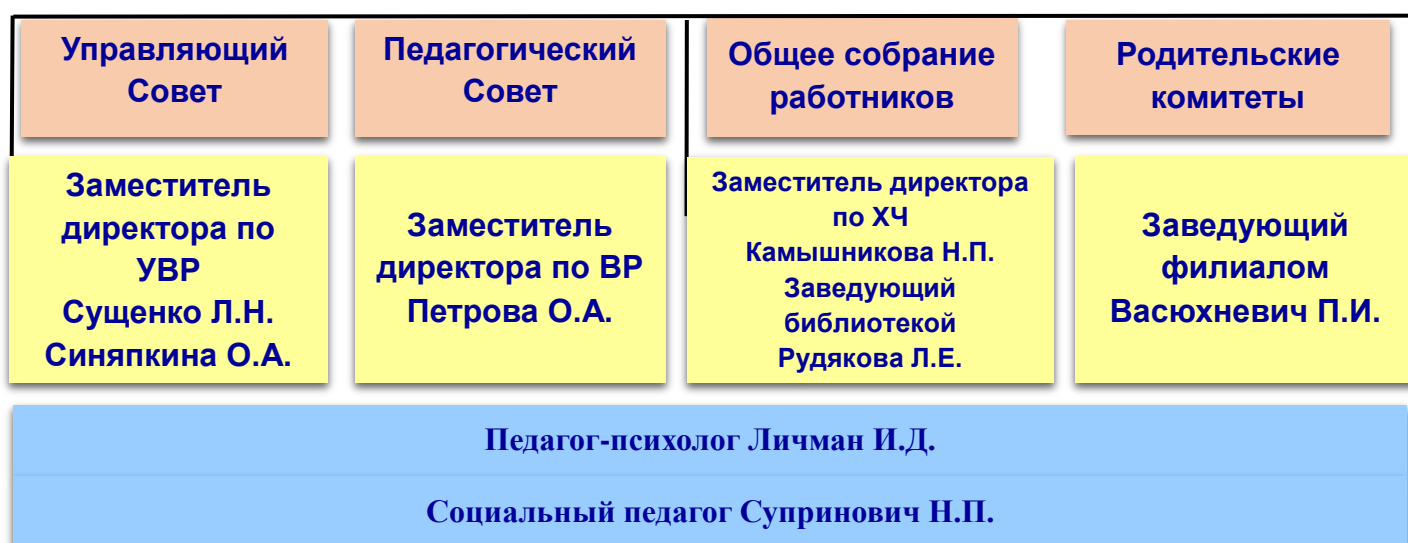 Управляющий
Совет
Педагогический
Совет
Общее собрание
работников
Родительские
комитеты
Заместитель
директора по
УВР
Сущенко Л.Н.
Синяпкина О.А.
Заместитель
директора по ВР
Петрова О.А.
Заместитель директора
по ХЧ
Камышникова Н.П.
Заведующий
библиотекой
Рудякова Л.Е.
Заведующий
филиалом
Васюхневич П.И.
Педагог-психолог Личман И.Д.
Социальный педагог Супринович Н.П.